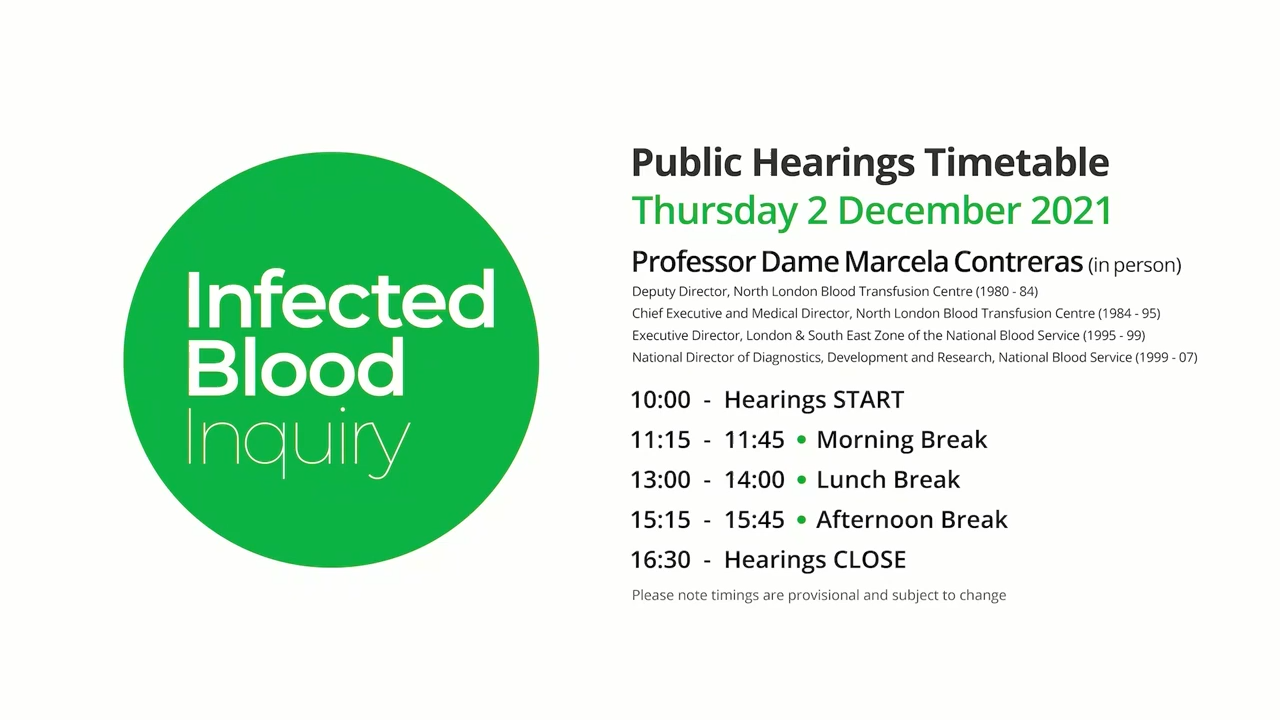 Infected
Blood
Inquiry
Public Hearings Timetable
Thursday 2 December 2021
Professor Dame Marcela Contreras (in person)
Deputy Director, North London Blood Transfusion Centre (1980 - 84)
Chief Executive and Medical Director, North London Blood Transfusion Centre (1984 - 95)
Executive Director, London & South East Zone of the National Blood Service (1995 - 99)
National Director of Diagnostics, Development and Research, National Blood Service (1999 - 07)
10:00 - Hearings START
11:15 - 11:45 • Morning Break
13:00 - 14:00 • Lunch Break
15:15 - 15:45 • Afternoon Break
16:30 - Hearings CLOSE
Please note timings are provisional and subject to change